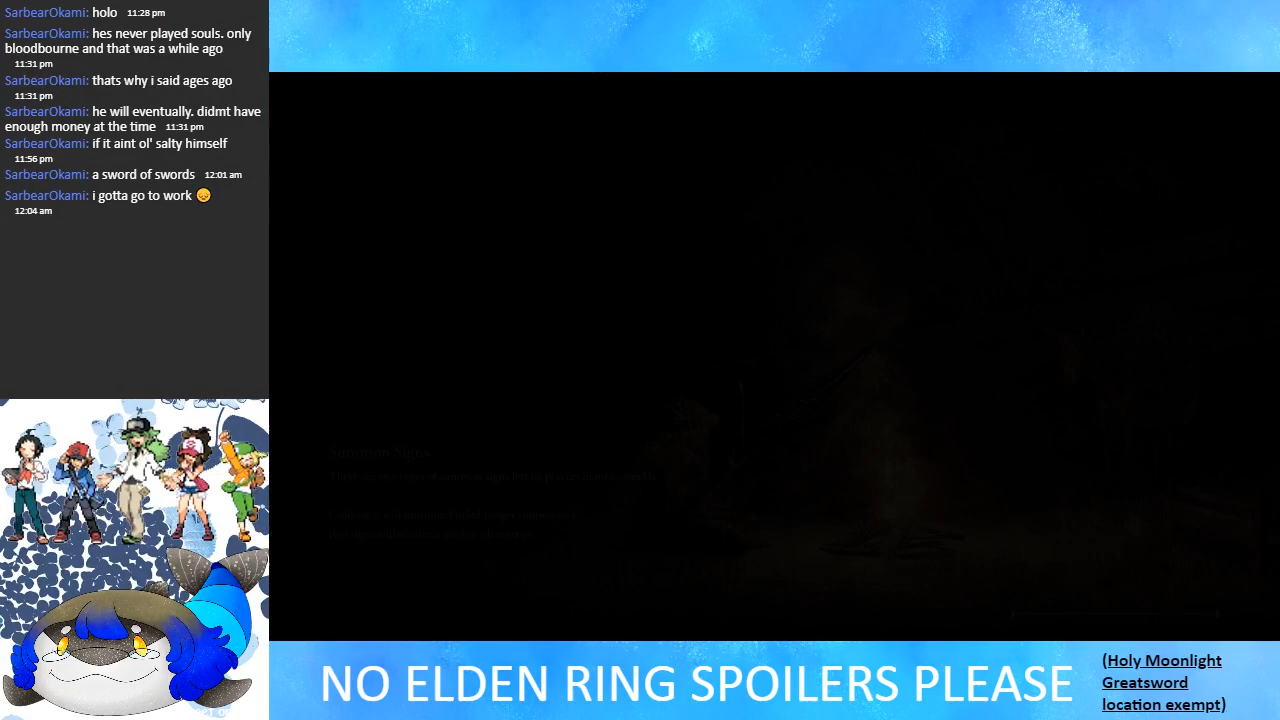 SarbearOkami: holo 11:28 pm
SarbearOkami: hes never played souls. only
bloodbourne and that was a while ago
11:31 pm
SarbearOkami: thats why i said ages ago
11:31 pm
SarbearOkami: he will eventually. didmt have
enough money at the time 11:31 pm
SarbearOkami: if it aint ol' salty himself
11:56 pm
SarbearOkami: a sword of swords 12:01 am
SarbearOkami: i gotta go to work 😞
12:04 am
Summon Signs
NO ELDEN RING SPOILERS PLEASE
(Holy Moonlight
Greatsword
location exempt)